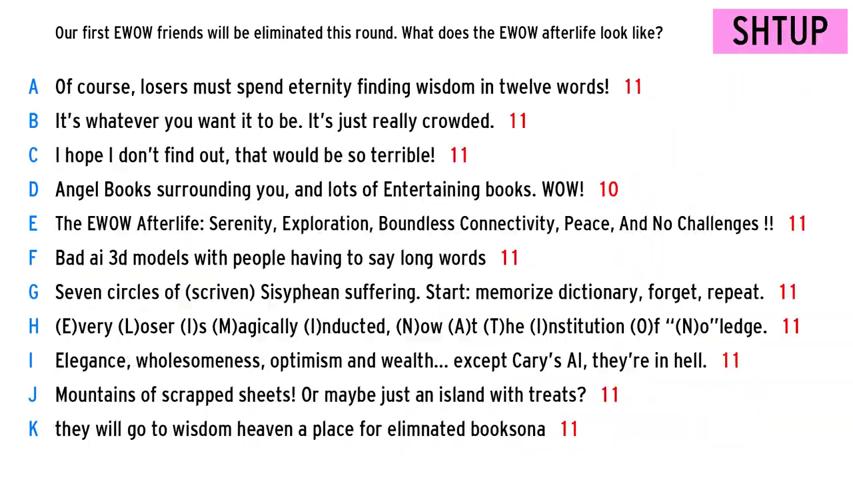 Our first EWOW friends will be eliminated this round. What does the EWOW afterlife look like?
SHTUP
A Of course, losers must spend eternity finding wisdom in twelve words! 11
B It's whatever you want it to be. It's just really crowded. 11
C I hope I don't find out, that would be so terrible! 11
D Angel Books surrounding you, and lots of Entertaining books. WOW! 10
E The EWOW Afterlife: Serenity, Exploration, Boundless Connectivity, Peace, And No Challenges !! 11
F Bad ai 3d models with people having to say long words 11
G Seven circles of (scriven) Sisyphean suffering. Start: memorize dictionary, forget, repeat. 11
H (E)very (L)oser (I)s (M)agically (I)nducted, (N)ow (A)t (T)he (I)nstitution (O)f “(N)o”ledge. 11
I Elegance, wholesomeness, optimism and wealth... except Cary's AI, they're in hell. 11
J Mountains of scrapped sheets! Or maybe just an island with treats? 11
K they will go to wisdom heaven a place for elimnated booksona 11